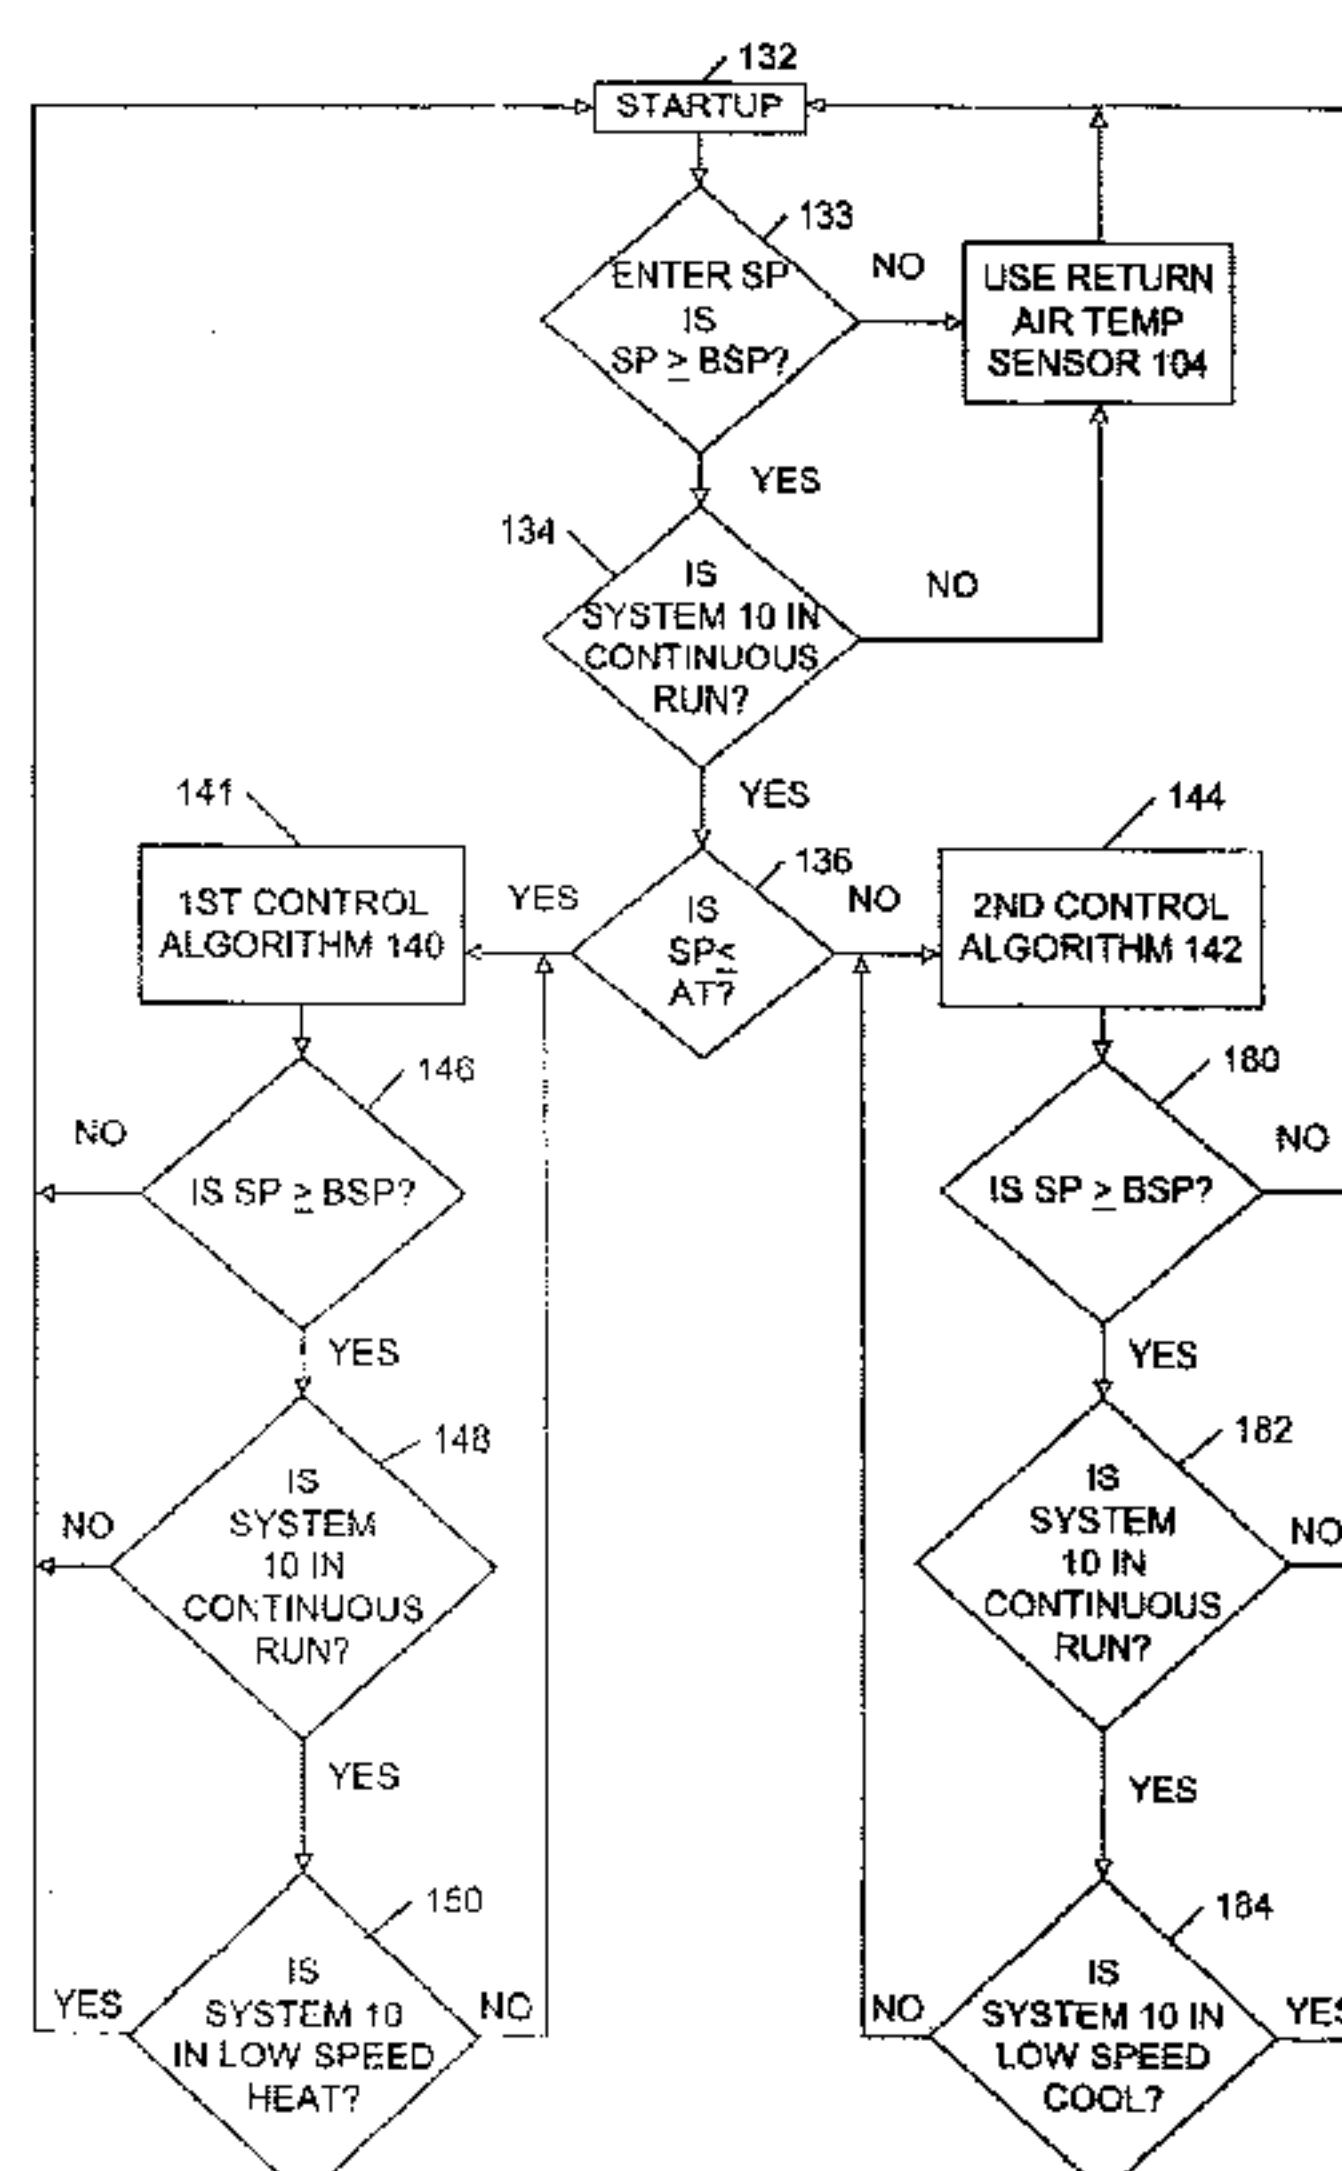 132
STARTUP
133
ENTER SP
IS
SP ≥ BSP?
NO
USE RETURN
AIR TEMP
SENSOR 104
YES
134
IS
SYSTEM 10 IN
CONTINUOUS
RUN?
NO
YES
141
1ST CONTROL
ALGORITHM 140
YES
136
IS
SP≤
AT?
NO
144
2ND CONTROL
ALGORITHM 142
146
NO
IS SP ≥ BSP?
YES
180
NO
IS SP ≥ BSP?
YES
148
IS
SYSTEM
10 IN
CONTINUOUS
RUN?
NO
YES
182
IS
SYSTEM
10 IN
CONTINUOUS
RUN?
NO
YES
150
IS
SYSTEM 10
IN LOW SPEED
HEAT?
YES
NO
184
IS
SYSTEM 10 IN
LOW SPEED
COOL?
NO
YES